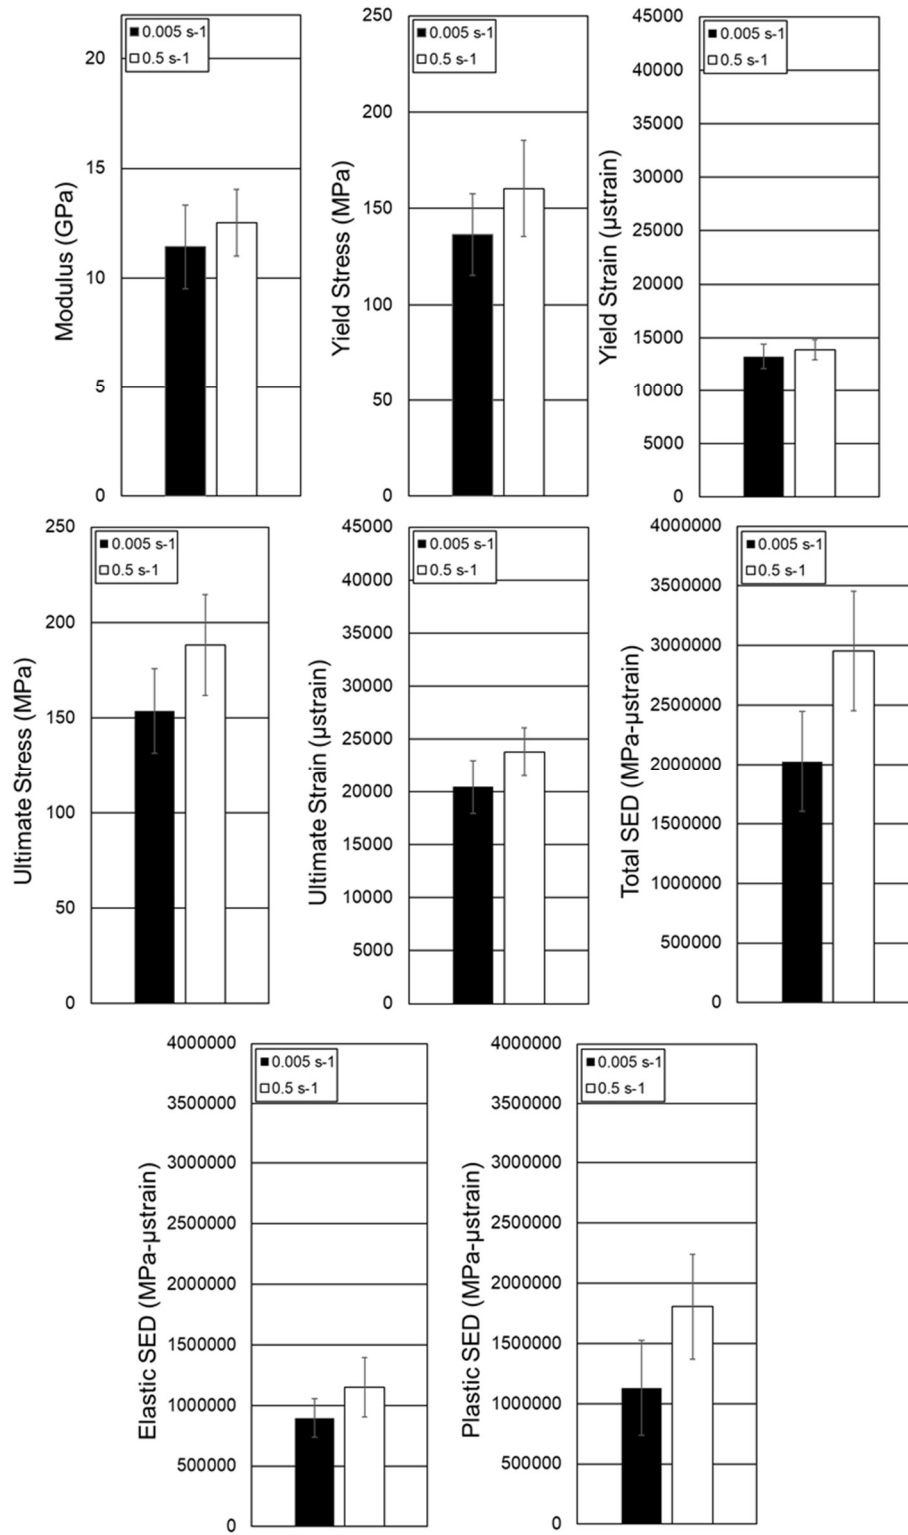 0.005 s-1
0.5 s-1
Modulus (GPa)
20
15
10
5
0
0.005 s-1
0.5 s-1
Yield Stress (MPa)
250
200
150
100
50
0
0.005 s-1
0.5 s-1
Yield Strain (µstrain)
45000
40000
35000
30000
25000
20000
15000
10000
5000
0
0.005 s-1
0.5 s-1
Ultimate Stress (MPa)
250
200
150
100
50
0
0.005 s-1
0.5 s-1
Ultimate Strain (µstrain)
45000
40000
35000
30000
25000
20000
15000
10000
5000
0
0.005 s-1
0.5 s-1
Total SED (MPa-µstrain)
4000000
3500000
3000000
2500000
2000000
1500000
1000000
500000
0
0.005 s-1
0.5 s-1
Elastic SED (MPa-µstrain)
4000000
3500000
3000000
2500000
2000000
1500000
1000000
500000
0
0.005 s-1
0.5 s-1
Plastic SED (MPa-µstrain)
4000000
3500000
3000000
2500000
2000000
1500000
1000000
500000
0